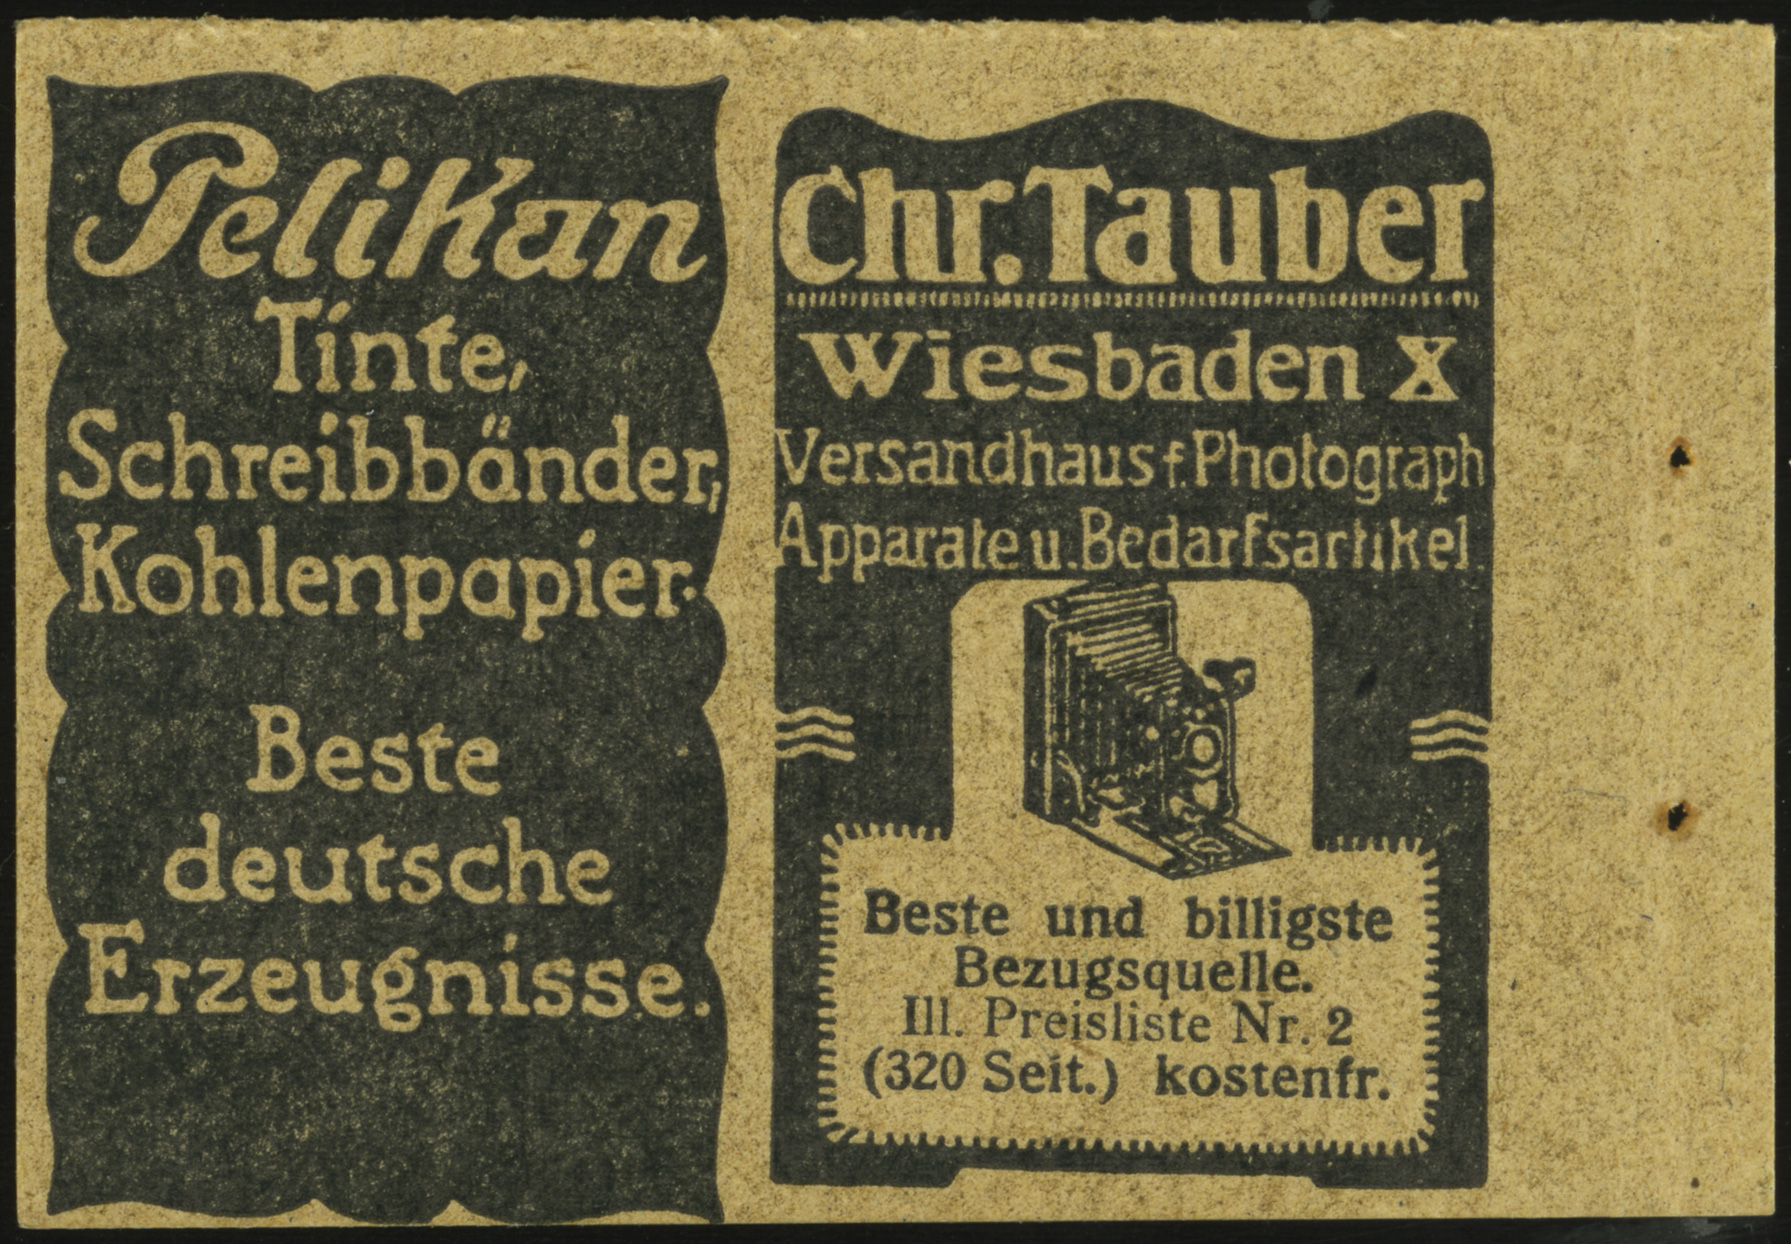 Pelikan
Tinte,
Schreibbänder,
Kohlenpapier.
Beste
deutsche
Erzeugnisse.
Chr. Tauber
Wiesbaden X
Versandhaus f. Photograph
Apparate u. Bedarfsartikel.
Beste und billigste
Bezugsquelle.
Ill. Preisliste Nr. 2
(320 Seit.) kostenfr.